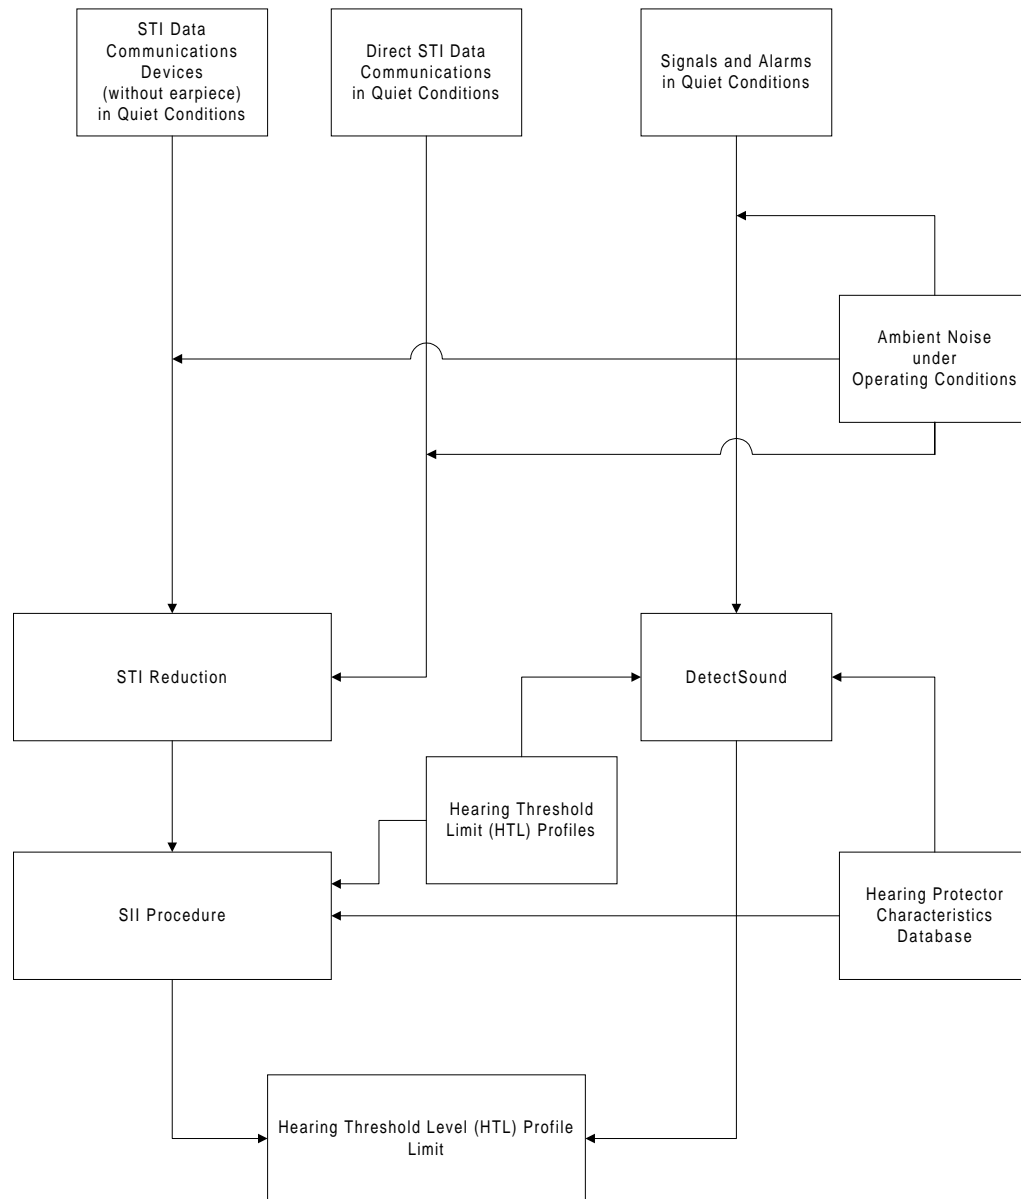 STI Data
Communications
Devices
(without earpiece)
in Quiet Conditions
Direct STI Data
Communications
in Quiet Conditions
Signals and Alarms
in Quiet Conditions
Ambient Noise
under
Operating Conditions
STI Reduction
DetectSound
Hearing Threshold
Limit (HTL) Profiles
SII Procedure
Hearing Protector
Characteristics
Database
Hearing Threshold Level (HTL) Profile
Limit